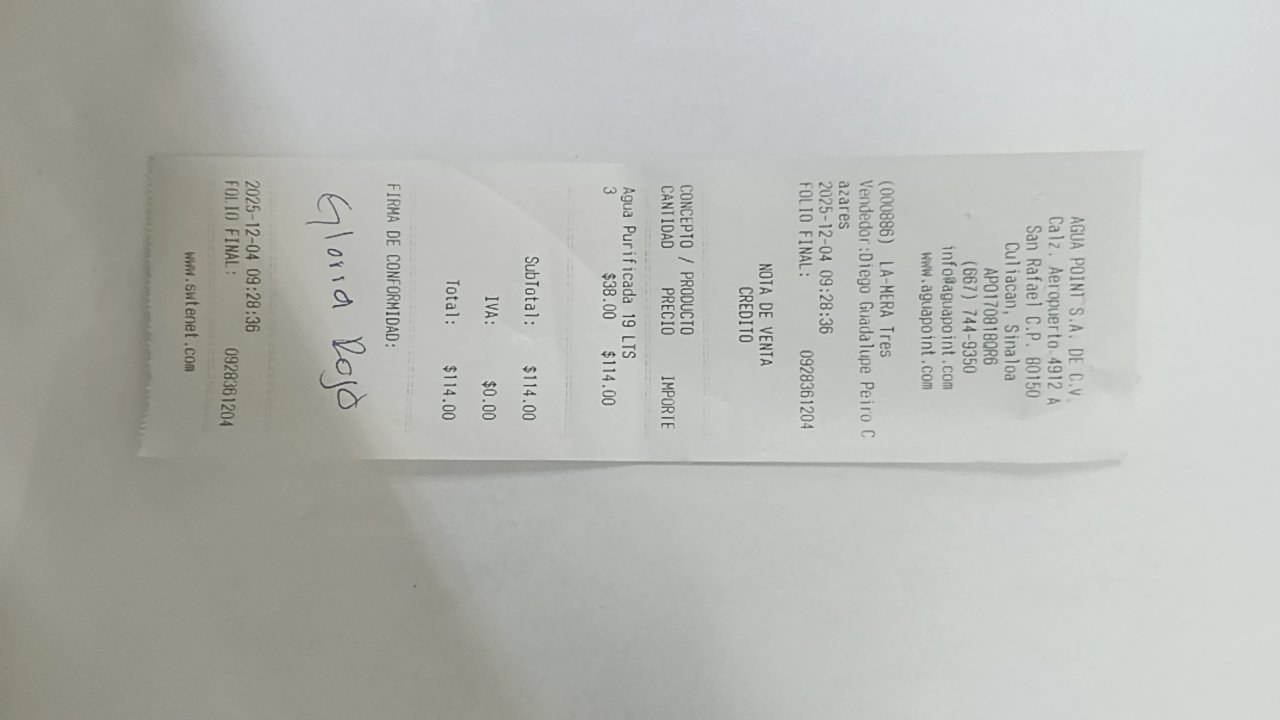 AGUA POINT S.A. DE C.V.
Calz. Aeropuerto 4912 A
San Rafael C.P. 80150
Culiacan, Sinaloa
APO170818QR6
(667) 744-9350
info@aguapoint.com
www.aguapoint.com
(000886) LA-MERA Tres
Vendedor:Diego Guadalupe Peiro C
azares
2025-12-04 09:28:36
FOLIO FINAL: 0928361204
NOTA DE VENTA
CREDITO
CONCEPTO / PRODUCTO
CANTIDAD PRECIO IMPORTE
Agua Purificada 19 LTS
3 $38.00 $114.00
SubTotal: $114.00
IVA: $0.00
Total: $114.00
FIRMA DE CONFORMIDAD:
Gloria Rojo
2025-12-04 09:28:36
FOLIO FINAL: 0928361204
www.swtenet.com